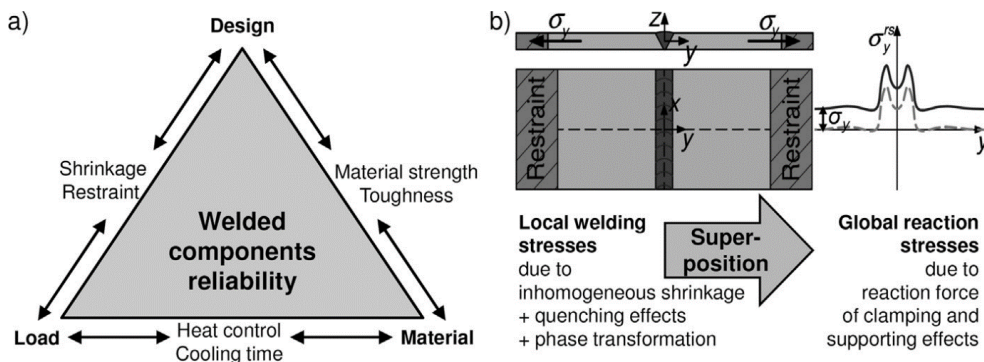 a)
Design
Shrinkage
Restraint
Material strength
Toughness
Welded
components
reliability
Load
Heat control
Cooling time
Material
b)
σy
z
σy
y
Restraint
x
y
Restraint
σyrs
σy
y
Local welding
stresses
due to
inhomogeneous shrinkage
+ quenching effects
+ phase transformation
Super-
position
Global reaction
stresses
due to
reaction force
of clamping and
supporting effects